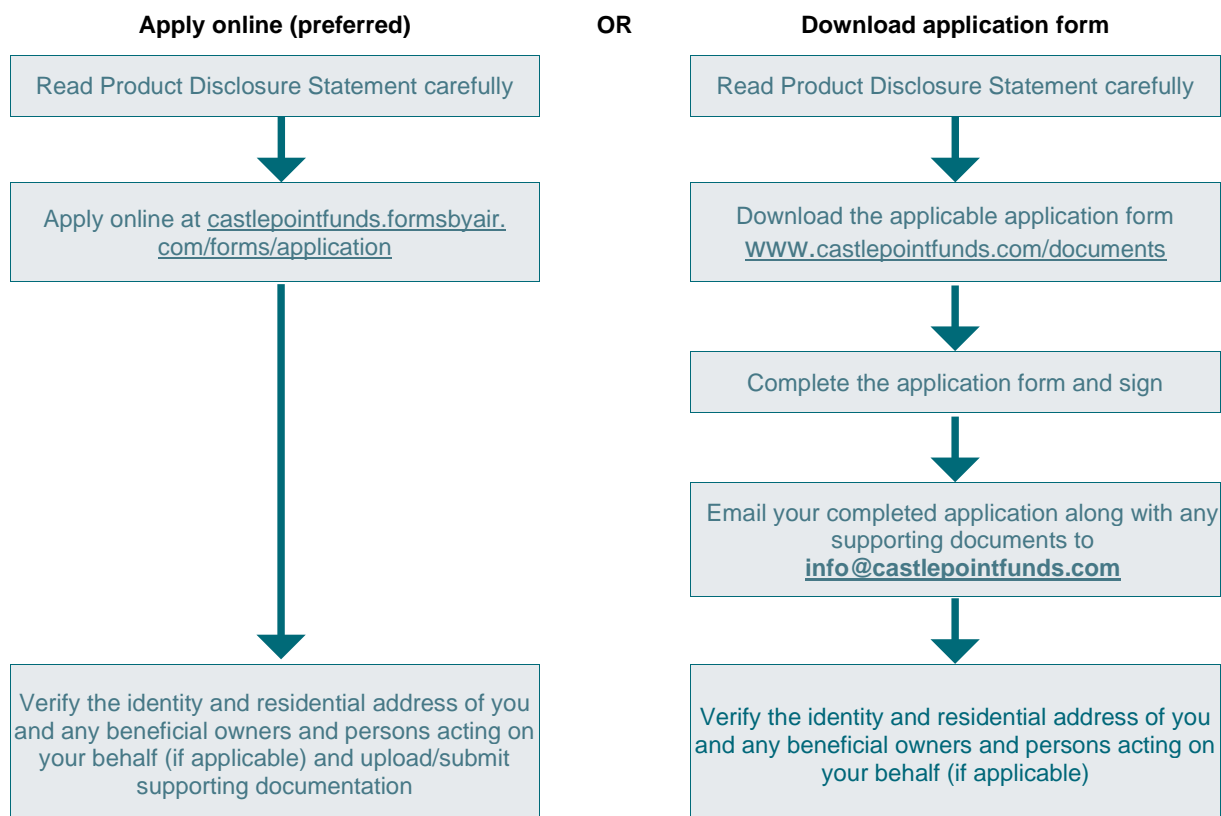 Apply online (preferred)
OR
Download application form
Read Product Disclosure Statement carefully
Apply online at castlepointfunds.formsbyair.
com/forms/application
Verify the identity and residential address of you
and any beneficial owners and persons acting on
your behalf (if applicable) and upload/submit
supporting documentation
Read Product Disclosure Statement carefully
Download the applicable application form
www.castlepointfunds.com/documents
Complete the application form and sign
Email your completed application along with any
supporting documents to
info@castlepointfunds.com
Verify the identity and residential address of you
and any beneficial owners and persons acting on
your behalf (if applicable)